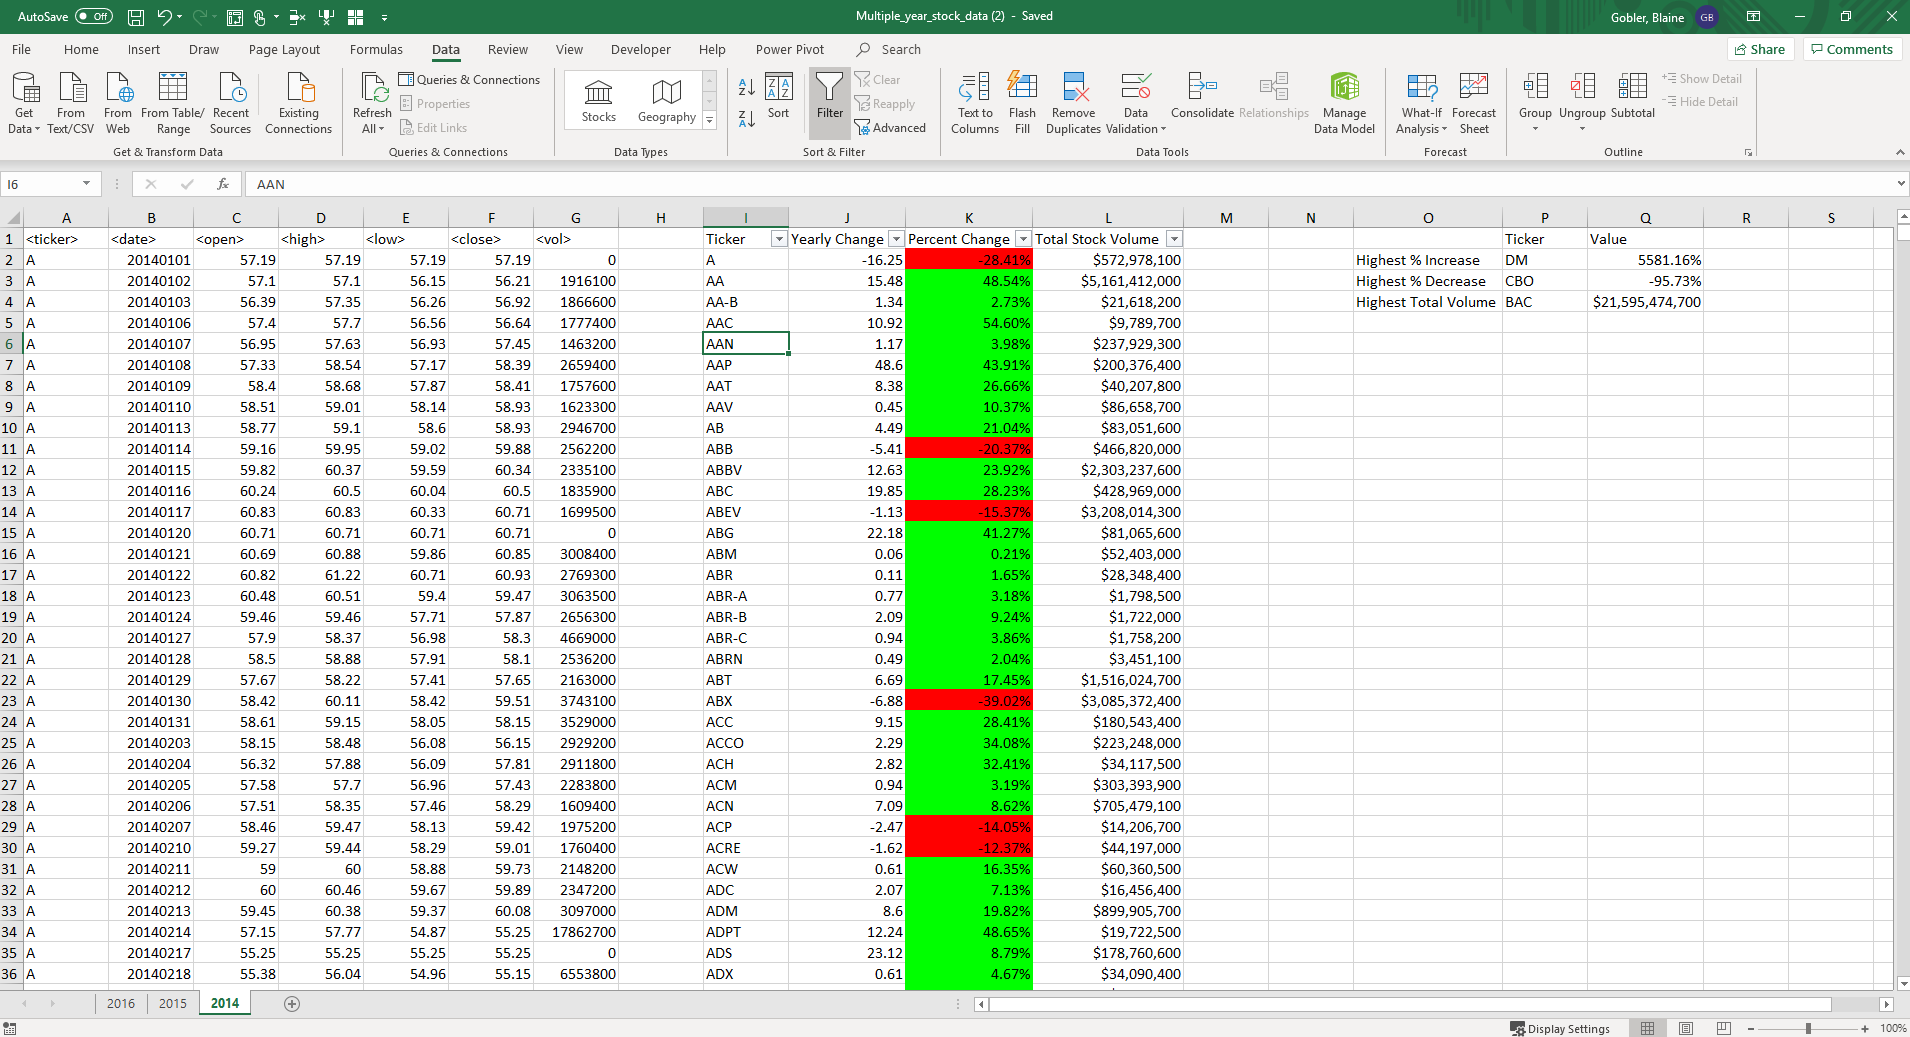 AutoSave Off Multiple_year_stock_data (2) - Saved Gobler, Blaine GB
File Home Insert Draw Page Layout Formulas Data Review View Developer Help Power Pivot Search Share Comments
Get Data From Text/CSV From Web From Table/ Range Recent Sources Existing Connections Refresh All Queries & Connections Properties Edit Links Stocks Geography Sort Filter Clear Reapply Advanced Text to Columns Flash Fill Remove Duplicates Data Validation Consolidate Relationships Manage Data Model What-If Analysis Forecast Sheet Group Ungroup Subtotal Show Detail Hide Detail
Get & Transform Data Queries & Connections Data Types Sort & Filter Data Tools Forecast Outline
I6 fx AAN
A B C D E F G H I J K L M N O P Q R S
1 <ticker> <date> <open> <high> <low> <close> <vol> Ticker Yearly Change Percent Change Total Stock Volume Ticker Value
2 A 20140101 57.19 57.19 57.19 57.19 0 A -16.25 -28.41% $572,978,100 Highest % Increase DM 5581.16%
3 A 20140102 57.1 57.1 56.15 56.21 1916100 AA 15.48 48.54% $5,161,412,000 Highest % Decrease CBO -95.73%
4 A 20140103 56.39 57.35 56.26 56.92 1866600 AA-B 1.34 2.73% $21,618,200 Highest Total Volume BAC $21,595,474,700
5 A 20140106 57.4 57.7 56.56 56.64 1777400 AAC 10.92 54.60% $9,789,700
6 A 20140107 56.95 57.63 56.93 57.45 1463200 AAN 1.17 3.98% $237,929,300
7 A 20140108 57.33 58.54 57.17 58.39 2659400 AAP 48.6 43.91% $200,376,400
8 A 20140109 58.4 58.68 57.87 58.41 1757600 AAT 8.38 26.66% $40,207,800
9 A 20140110 58.51 59.01 58.14 58.93 1623300 AAV 0.45 10.37% $86,658,700
10 A 20140113 58.77 59.1 58.6 58.93 2946700 AB 4.49 21.04% $83,051,600
11 A 20140114 59.16 59.95 59.02 59.88 2562200 ABB -5.41 -20.37% $466,820,000
12 A 20140115 59.82 60.37 59.59 60.34 2335100 ABBV 12.63 23.92% $2,303,237,600
13 A 20140116 60.24 60.5 60.04 60.5 1835900 ABC 19.85 28.23% $428,969,000
14 A 20140117 60.83 60.83 60.33 60.71 1699500 ABEV -1.13 -15.37% $3,208,014,300
15 A 20140120 60.71 60.71 60.71 60.71 0 ABG 22.18 41.27% $81,065,600
16 A 20140121 60.69 60.88 59.86 60.85 3008400 ABM 0.06 0.21% $52,403,000
17 A 20140122 60.82 61.22 60.71 60.93 2769300 ABR 0.11 1.65% $28,348,400
18 A 20140123 60.48 60.51 59.4 59.47 3063500 ABR-A 0.77 3.18% $1,798,500
19 A 20140124 59.46 59.46 57.71 57.87 2656300 ABR-B 2.09 9.24% $1,722,000
20 A 20140127 57.9 58.37 56.98 58.3 4669000 ABR-C 0.94 3.86% $1,758,200
21 A 20140128 58.5 58.88 57.91 58.1 2536200 ABRN 0.49 2.04% $3,451,100
22 A 20140129 57.67 58.22 57.41 57.65 2163000 ABT 6.69 17.45% $1,516,024,700
23 A 20140130 58.42 60.11 58.42 59.51 3743100 ABX -6.88 -39.02% $3,085,372,400
24 A 20140131 58.61 59.15 58.05 58.15 3529000 ACC 9.15 28.41% $180,543,400
25 A 20140203 58.15 58.48 56.08 56.15 2929200 ACCO 2.29 34.08% $223,248,000
26 A 20140204 56.32 57.88 56.09 57.81 2911800 ACH 2.82 32.41% $34,117,500
27 A 20140205 57.58 57.7 56.96 57.43 2283800 ACM 0.94 3.19% $303,393,900
28 A 20140206 57.51 58.35 57.46 58.29 1609400 ACN 7.09 8.62% $705,479,100
29 A 20140207 58.46 59.47 58.13 59.42 1975200 ACP -2.47 -14.05% $14,206,700
30 A 20140210 59.27 59.44 58.29 59.01 1760400 ACRE -1.62 -12.37% $44,197,000
31 A 20140211 59 60 58.88 59.73 2148200 ACW 0.61 16.35% $60,360,500
32 A 20140212 60 60.46 59.67 59.89 2347200 ADC 2.07 7.13% $16,456,400
33 A 20140213 59.45 60.38 59.37 60.08 3097000 ADM 8.6 19.82% $899,905,700
34 A 20140214 57.15 57.77 54.87 55.25 17862700 ADPT 12.24 48.65% $19,722,500
35 A 20140217 55.25 55.25 55.25 55.25 0 ADS 23.12 8.79% $178,760,600
36 A 20140218 55.38 56.04 54.96 55.15 6553800 ADX 0.61 4.67% $34,090,400
2016 2015 2014
Display Settings 100%